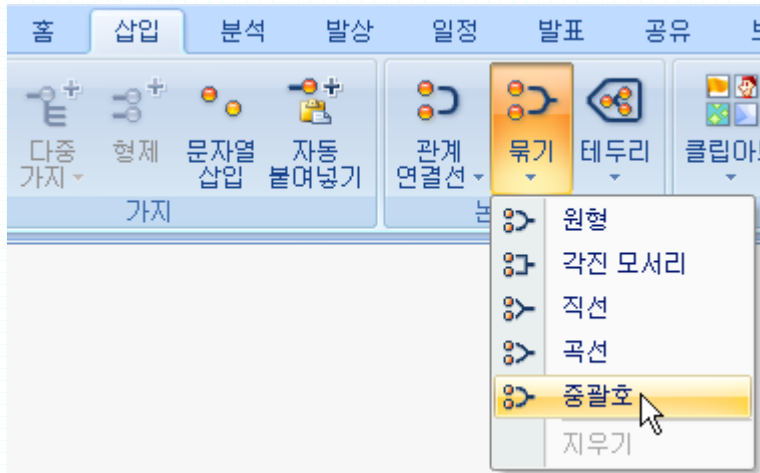 홈 삽입 분석 발상 일정 발표 공유
다중 형제 문자열 자동 관계 묶기 테두리
가지 삽입 붙여넣기 연결선
가지
원형
각진 모서리
직선
곡선
중괄호
지우기